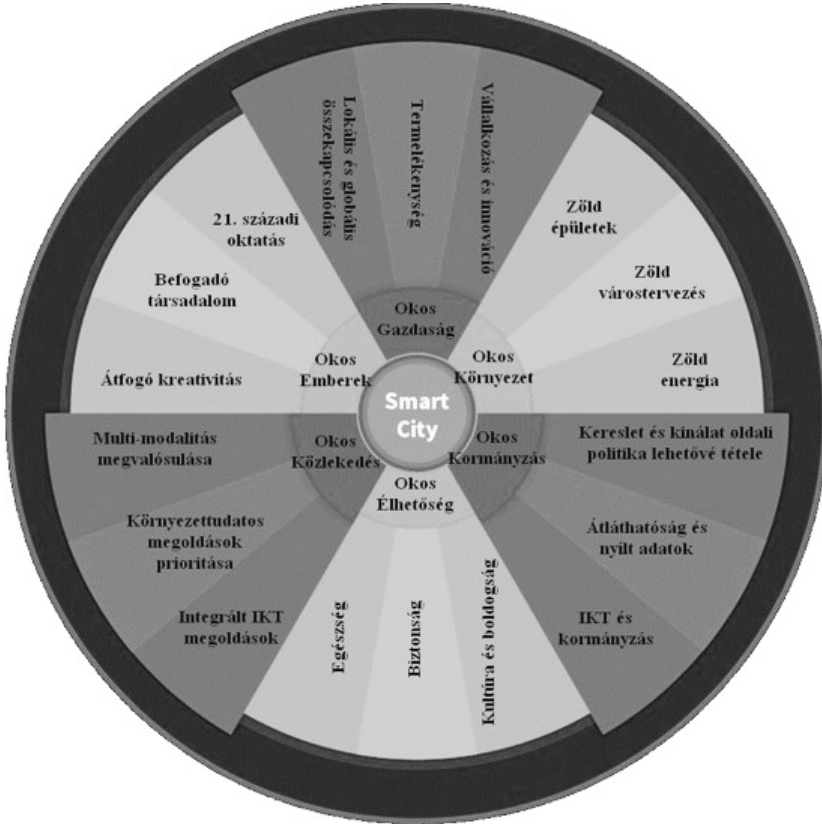 Lokális és globális
összekapcsolódás
Termelékenység
Vállalkozás és innováció
Zöld
épületek
Zöld
várostervezés
Zöld
energia
21. századi
oktatás
Befogadó
társadalom
Átfogó kreativitás
Okos
Gazdaság
Okos
Emberek
Okos
Környezet
Smart
City
Okos
Közlekedés
Okos
Kormányzás
Okos
Élhetőség
Multi-modalitás
megvalósulása
Környezettudatos
megoldások
prioritása
Integrált IKT
megoldások
Egészség
Biztonság
Kultúra és boldogság
Kereslet és kinálat oldali
politika lehetővé tétele
Átláthatóság és
nyílt adatok
IKT és
kormányzás